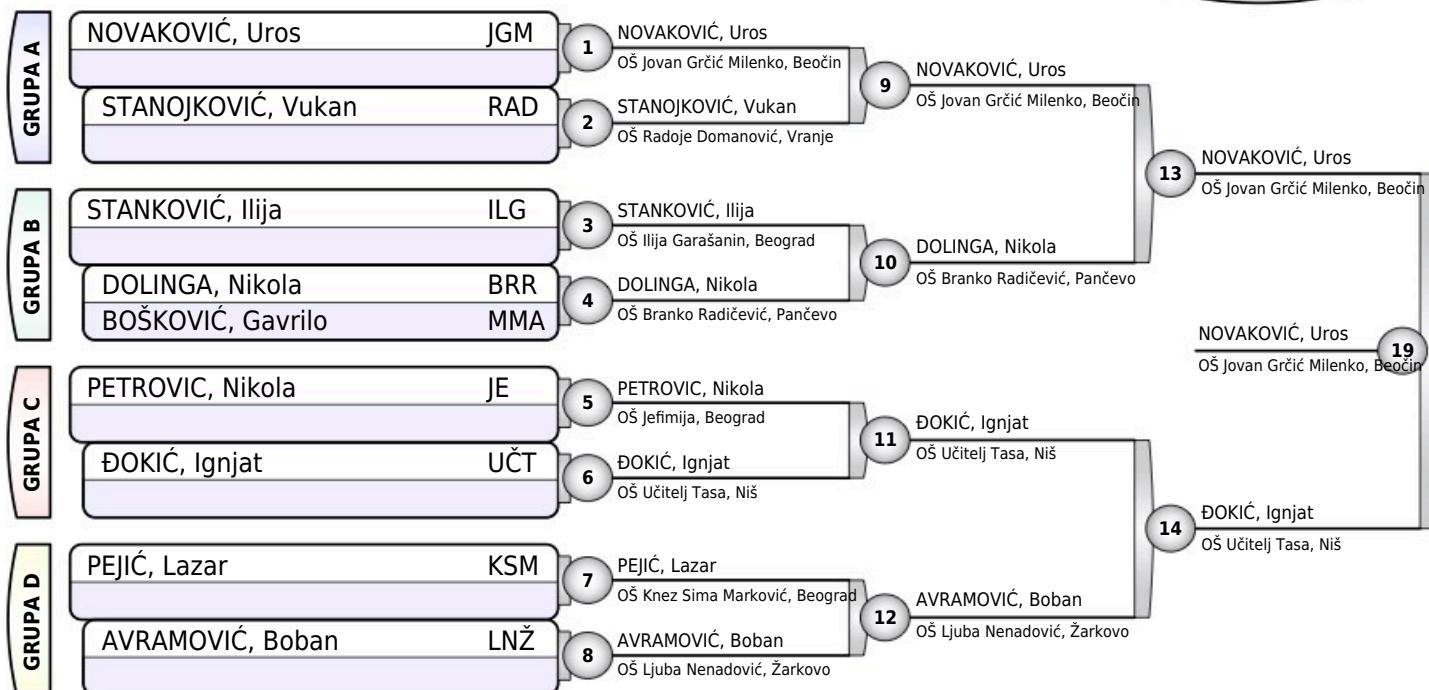 GRUPA A
NOVAKOVIĆ, Uros JGM
STANOJKOVIĆ, Vukan RAD
GRUPA B
STANKOVIĆ, Ilija ILG
DOLINGA, Nikola BRR
BOŠKOVIĆ, Gavrilo MMA
GRUPA C
PETROVIC, Nikola JE
ĐOKIĆ, Ignjat UČT
GRUPA D
PEJIĆ, Lazar KSM
AVRAMOVIĆ, Boban LNŽ
1
NOVAKOVIĆ, Uros
OŠ Jovan Grčić Milenko, Beočin
2
STANOJKOVIĆ, Vukan
OŠ Radoje Domanović, Vranje
3
STANKOVIĆ, Ilija
OŠ Ilija Garašanin, Beograd
4
DOLINGA, Nikola
OŠ Branko Radičević, Pančevo
5
PETROVIC, Nikola
OŠ Jefimija, Beograd
6
ĐOKIĆ, Ignjat
OŠ Učitelj Tasa, Niš
7
PEJIĆ, Lazar
OŠ Knez Sima Marković, Beograd
8
AVRAMOVIĆ, Boban
OŠ Ljuba Nenadović, Žarkovo
9
NOVAKOVIĆ, Uros
OŠ Jovan Grčić Milenko, Beočin
10
DOLINGA, Nikola
OŠ Branko Radičević, Pančevo
11
ĐOKIĆ, Ignjat
OŠ Učitelj Tasa, Niš
12
AVRAMOVIĆ, Boban
OŠ Ljuba Nenadović, Žarkovo
13
NOVAKOVIĆ, Uros
OŠ Jovan Grčić Milenko, Beočin
14
ĐOKIĆ, Ignjat
OŠ Učitelj Tasa, Niš
NOVAKOVIĆ, Uros
19
OŠ Jovan Grčić Milenko, Beočin